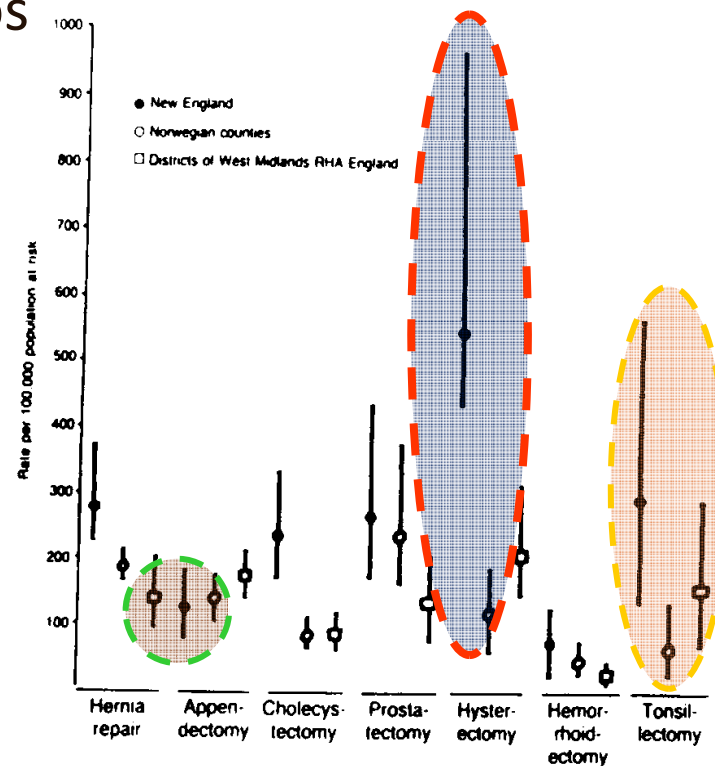 os
1000
900
800
700
600
500
400
300
200
100
Rate per 100 000 population at risk
New England
Norwegian counties
Districts of West Midlands RHA England
Hernia
repair
Appen-
dectomy
Cholecys-
tectomy
Prosta-
tectomy
Hyster-
ectomy
Hemor-
rhoid-
ectomy
Tonsil-
lectomy